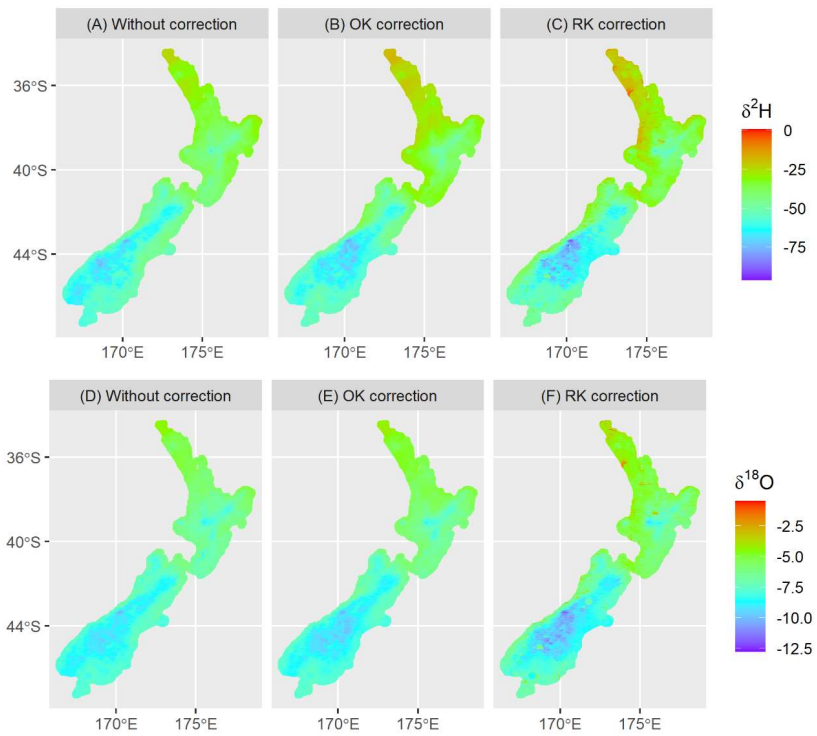 (A) Without correction (B) OK correction (C) RK correction
36°S
40°S
44°S
170°E 175°E 170°E 175°E 170°E 175°E
δ²H
0
-25
-50
-75
(D) Without correction (E) OK correction (F) RK correction
36°S
40°S
44°S
170°E 175°E 170°E 175°E 170°E 175°E
δ¹⁸O
-2.5
-5.0
-7.5
-10.0
-12.5